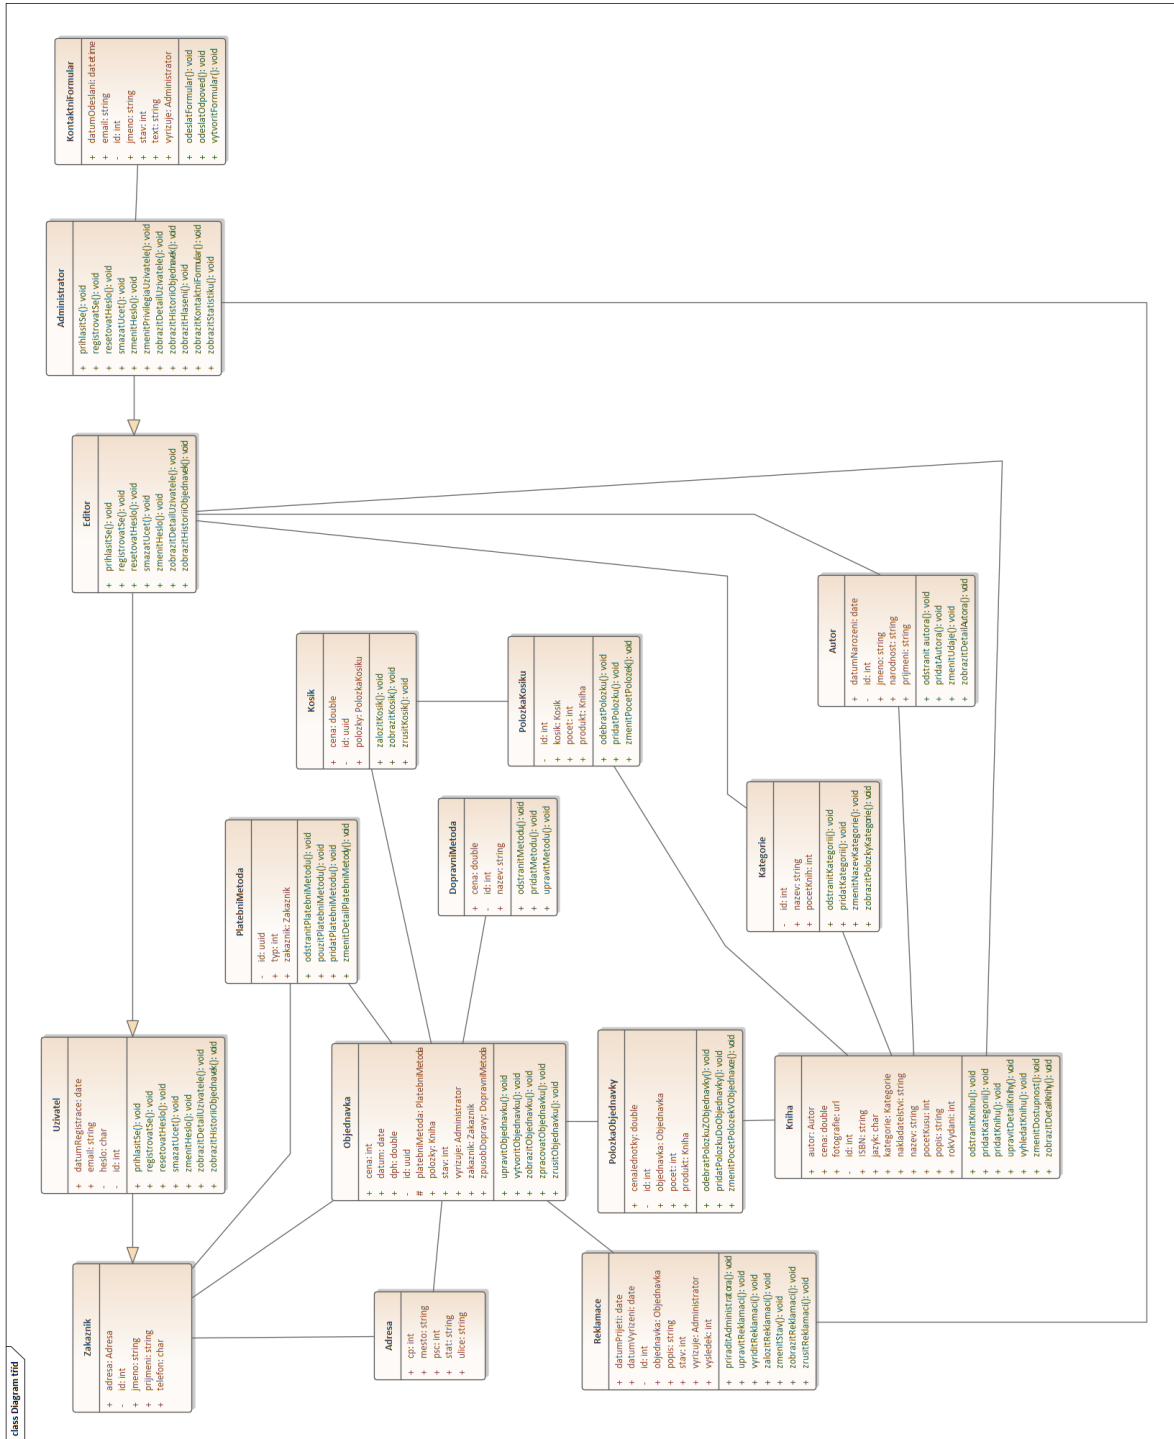 class Diagram tříd
Zakaznik
+ adresa: Adresa
- id: int
+ jmeno: string
+ prijmeni: string
+ telefon: char
Uzivatel
+ datumRegistrace: date
+ email: string
- heslo: char
- id: int
+ prihlasitSe(): void
+ registrovatSe(): void
+ resetovatHeslo(): void
+ smazatUcet(): void
+ zmenitHeslo(): void
+ zobrazitDetailUzivatele(): void
+ zobrazitHistoriiObjednavek(): void
Editor
+ prihlasitSe(): void
+ registrovatSe(): void
+ resetovatHeslo(): void
+ smazatUcet(): void
+ zmenitHeslo(): void
+ zobrazitDetailUzivatele(): void
+ zobrazitHistoriiObjednavek(): void
Administrator
+ prihlasitSe(): void
+ registrovatSe(): void
+ resetovatHeslo(): void
+ smazatUcet(): void
+ zmenitHeslo(): void
+ zmenitPrivilegiaUzivatele(): void
+ zobrazitDetailUzivatele(): void
+ zobrazitHistoriiObjednavek(): void
+ zobrazitHlaseni(): void
+ zobrazitKontaktniFormular(): void
+ zobrazitStatistiku(): void
KontaktniFormular
+ datumOdeslani: datetime
+ email: string
- id: int
+ jmeno: string
+ stav: int
+ text: string
+ vyrizuje: Administrator
+ odeslatFormular(): void
+ odeslatOdpoved(): void
+ vytvoritFormular(): void
PlatebniMetoda
- id: uuid
+ typ: int
+ zakaznik: Zakaznik
+ odstranitPlatebniMetodu(): void
+ pouzitPlatebniMetodu(): void
+ pridatPlatebniMetodu(): void
+ zmenitDetailPlatebniMetody(): void
Kosik
+ cena: double
- id: uuid
+ polozky: PolozkaKosiku
+ zalozitKosik(): void
+ zobrazitKosik(): void
+ zrusitKosik(): void
Objednavka
+ cena: int
+ datum: date
+ dph: double
- id: uuid
# platebniMetoda: PlatebniMetoda
+ polozky: Kniha
+ stav: int
+ vyrizuje: Administrator
+ zakaznik: Zakaznik
+ zpusobDopravy: DopravniMetoda
+ upravitObjednavku(): void
+ vytvoritObjednavku(): void
+ zobrazitObjednavku(): void
+ zpracovatObjednavku(): void
+ zrusitObjednavku(): void
Adresa
+ cp: int
+ mesto: string
+ psc: int
+ stat: string
+ ulice: string
DopravniMetoda
+ cena: double
- id: int
+ nazev: string
+ odstranitMetodu(): void
+ pridatMetodu(): void
+ upravitMetodu(): void
PolozkaKosiku
- id: int
+ kosik: Kosik
+ pocet: int
+ produkt: Kniha
+ odebratPolozku(): void
+ pridatPolozku(): void
+ zmenitPocetPolozek(): void
Reklamace
+ datumPrijeti: date
+ datumVyrizeni: date
- id: int
+ objednavka: Objednavka
+ popis: string
+ stav: int
+ vyrizuje: Administrator
+ vysledek: int
+ priraditAdministratora(): void
+ upravitReklamaci(): void
+ vyriditReklamaci(): void
+ zalozitReklamaci(): void
+ zmenitStav(): void
+ zobrazitReklamaci(): void
+ zrusitReklamaci(): void
PolozkaObjednavky
+ cenaJednotky: double
- id: int
+ objednavka: Objednavka
+ pocet: int
+ produkt: Kniha
+ odebratPolozkuZObjednavky(): void
+ pridatPolozkuDoObjednavky(): void
+ zmenitPocetPolozekVObjednavce(): void
Kategorie
- id: int
+ nazev: string
+ pocetKnih: int
+ odstranitKategorii(): void
+ pridatKategorii(): void
+ zmenitNazevKategorie(): void
+ zobrazitPolozkyKategorie(): void
Autor
+ datumNarozeni: date
- id: int
+ jmeno: string
+ narodnost: string
+ prijmeni: string
+ odstranit autora(): void
+ pridatAutora(): void
+ zmenitUdaje(): void
+ zobrazitDetailAutora(): void
Kniha
+ autor: Autor
+ cena: double
+ fotografie: url
- id: int
+ ISBN: string
+ jazyk: char
+ kategorie: Kategorie
+ nakladatelstvi: string
+ nazev: string
+ pocetKusu: int
+ popis: string
+ rokVydani: int
+ odstranitKnihu(): void
+ pridatKategorii(): void
+ pridatKnihu(): void
+ upravitDetailKnihy(): void
+ vyhledatKnihu(): void
+ zmenitDostupnost(): void
+ zobrazitDetailKnihy(): void